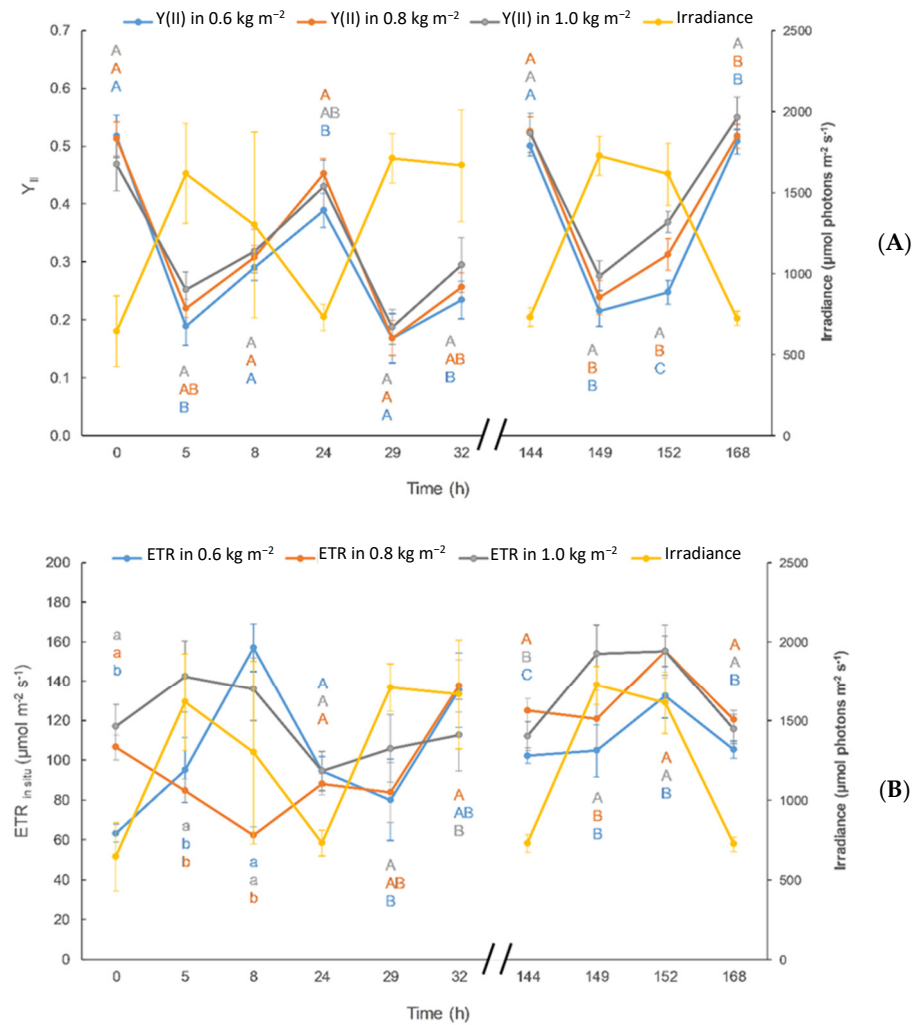 Y(II) in 0.6 kg m⁻² Y(II) in 0.8 kg m⁻² Y(II) in 1.0 kg m⁻² Irradiance
0.7 2500
A A A
A A B
A A B
0.6
2000
A
AB
B
0.5
1500
0.4
Y_II
Irradiance (µmol photons m⁻² s⁻¹)
(A)
0.3
1000
0.2
A A A A A
A A AB B B
A AB B B C
A
A
B
500
0.1
0.0 0
0 5 8 24 29 32 144 149 152 168
Time (h)
ETR in 0.6 kg m⁻² ETR in 0.8 kg m⁻² ETR in 1.0 kg m⁻² Irradiance
200 2500
180
a A A
a B A
b C B
160 2000
140
A
A
A
120 1500
ETR in situ (µmol m⁻² s⁻¹)
Irradiance (µmol photons m⁻² s⁻¹)
(B)
100
80 1000
A
A
B
A
AB
B
a
b
b
A
B
B
60
a
a
b
A
AB
B
40 500
20
0 0
0 5 8 24 29 32 144 149 152 168
Time (h)